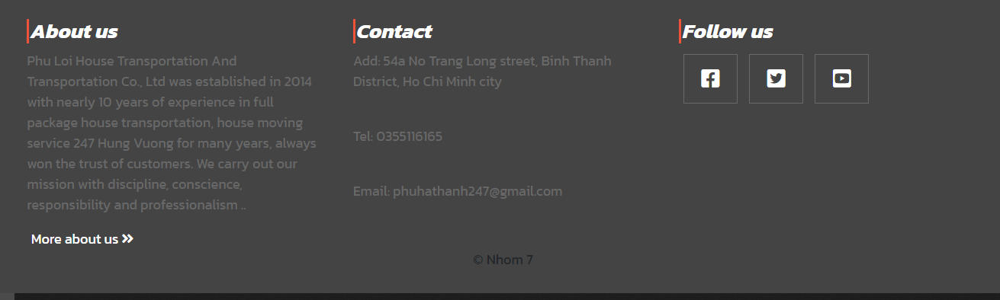 About us
Phu Loi House Transportation And
Transportation Co., Ltd was established in 2014
with nearly 10 years of experience in full
package house transportation, house moving
service 247 Hung Vuong for many years, always
won the trust of customers. We carry out our
mission with discipline, conscience,
responsibility and professionalism ..
More about us
Contact
Add: 54a No Trang Long street, Binh Thanh
District, Ho Chi Minh city
Tel: 0355116165
Email: phuhathanh247@gmail.com
Follow us
© Nhom 7